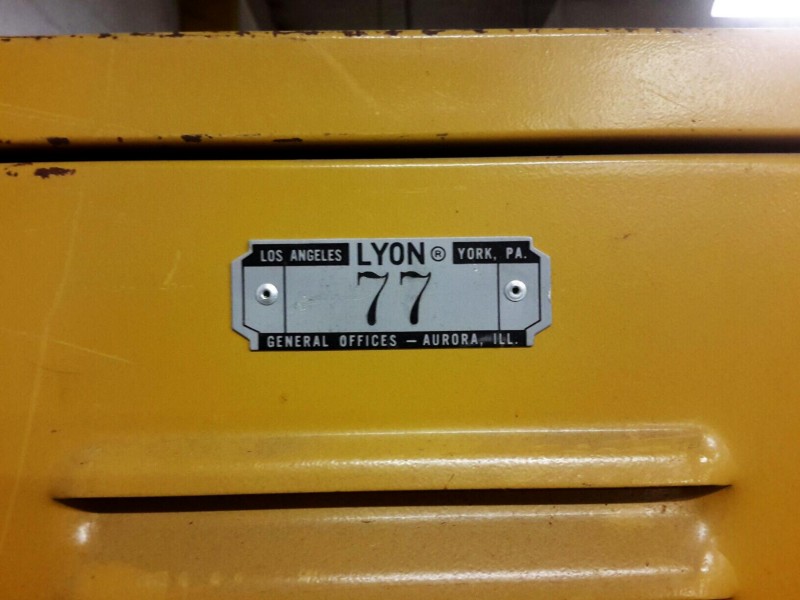 LOS ANGELES LYON® YORK, PA.
77
GENERAL OFFICES — AURORA, ILL.